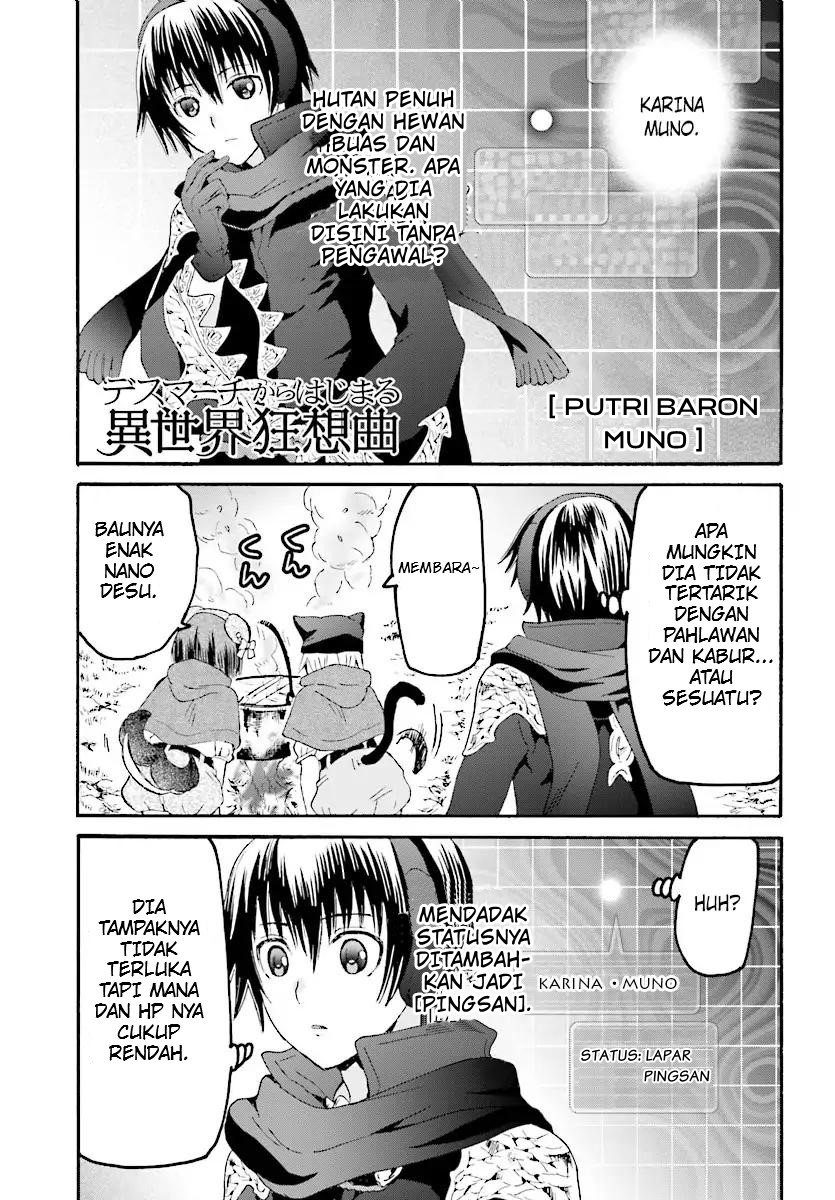 KARINA
MUNO.
HUTAN PENUH
DENGAN HEWAN
BUAS DAN
MONSTER. APA
YANG DIA
LAKUKAN
DISINI TANPA
PENGAWAL?
デスマーチからはじまる
異世界狂想曲
[ PUTRI BARON
MUNO ]
APA
MUNGKIN
DIA TIDAK
TERTARIK
DENGAN
PAHLAWAN
DAN KABUR...
ATAU
SESUATU?
MEMBARA~
くん
くん
BAUNYA
ENAK
NANO
DESU.
HUH?
KARINA・MUNO
STATUS: LAPAR
PINGSAN
MENDADAK
STATUSNYA
DITAMBAH-
KAN JADI
[PINGSAN].
DIA
TAMPAKNYA
TIDAK
TERLUKA
TAPI MANA
DAN HP NYA
CUKUP
RENDAH.